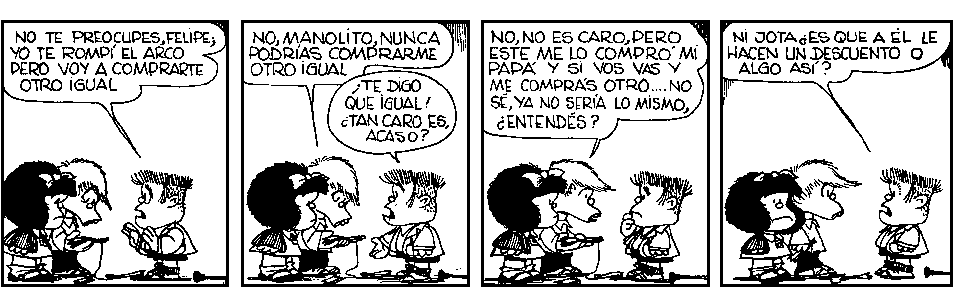 NO TE PREOCUPES, FELIPE;
YO TE ROMPÍ EL ARCO
PERO VOY A COMPRARTE
OTRO IGUAL
NO, MANOLITO, NUNCA
PODRÍAS COMPRARME
OTRO IGUAL
¿TE DIGO
QUE IGUAL!
¿TAN CARO ES,
ACASO?
NO, NO ES CARO, PERO
ESTE ME LO COMPRÓ MI
PAPÁ Y SI VOS VAS Y
ME COMPRÁS OTRO....NO
SÉ, YA NO SERÍA LO MISMO,
¿ENTENDÉS?
NI JOTA ¿ES QUE A ÉL LE
HACEN UN DESCUENTO O
ALGO ASÍ?